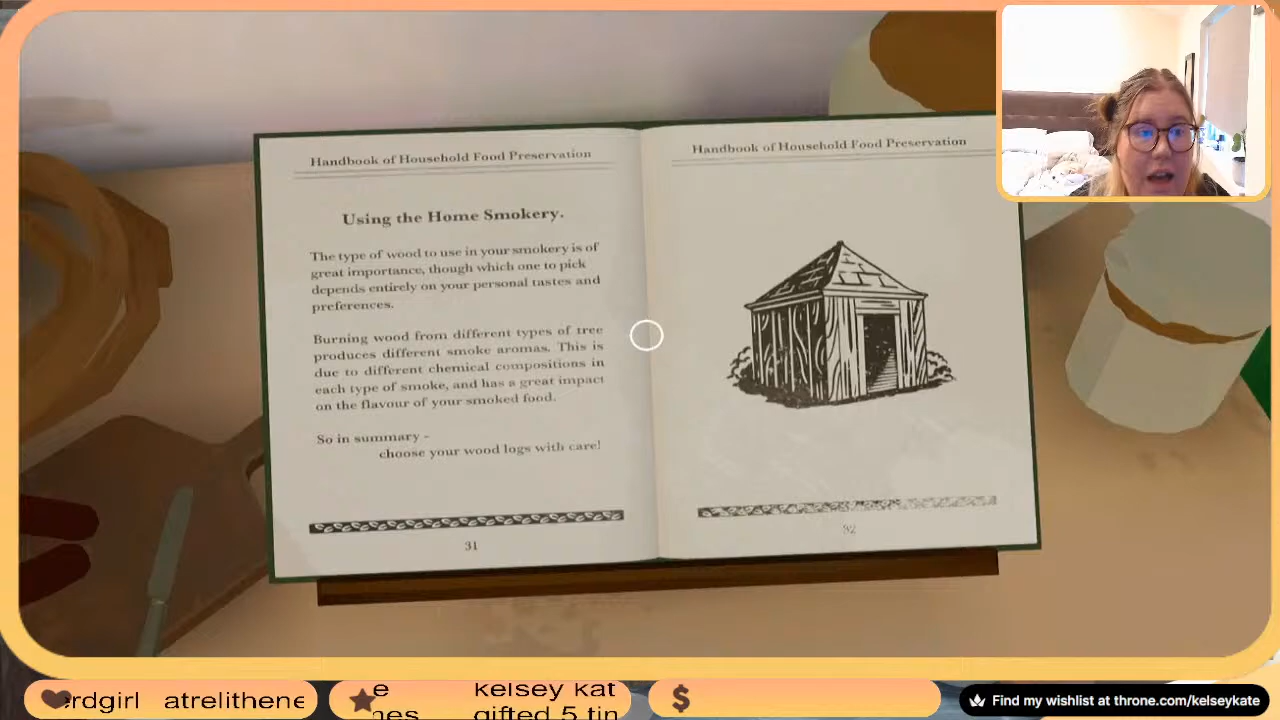 Handbook of Household Food Preservation
Using the Home Smokery.
The type of wood to use in your smokery is of
great importance, though which one to pick
depends entirely on your personal tastes and
preferences.
Burning wood from different types of tree
produces different smoke aromas. This is
due to different chemical compositions in
each type of smoke, and has a great impact
on the flavour of your smoked food.
So in summary -
choose your wood logs with care!
31
Handbook of Household Food Preservation
32
erdgirl atrelithene
kelsey kat
gifted 5 tin
$
Find my wishlist at throne.com/kelseykate